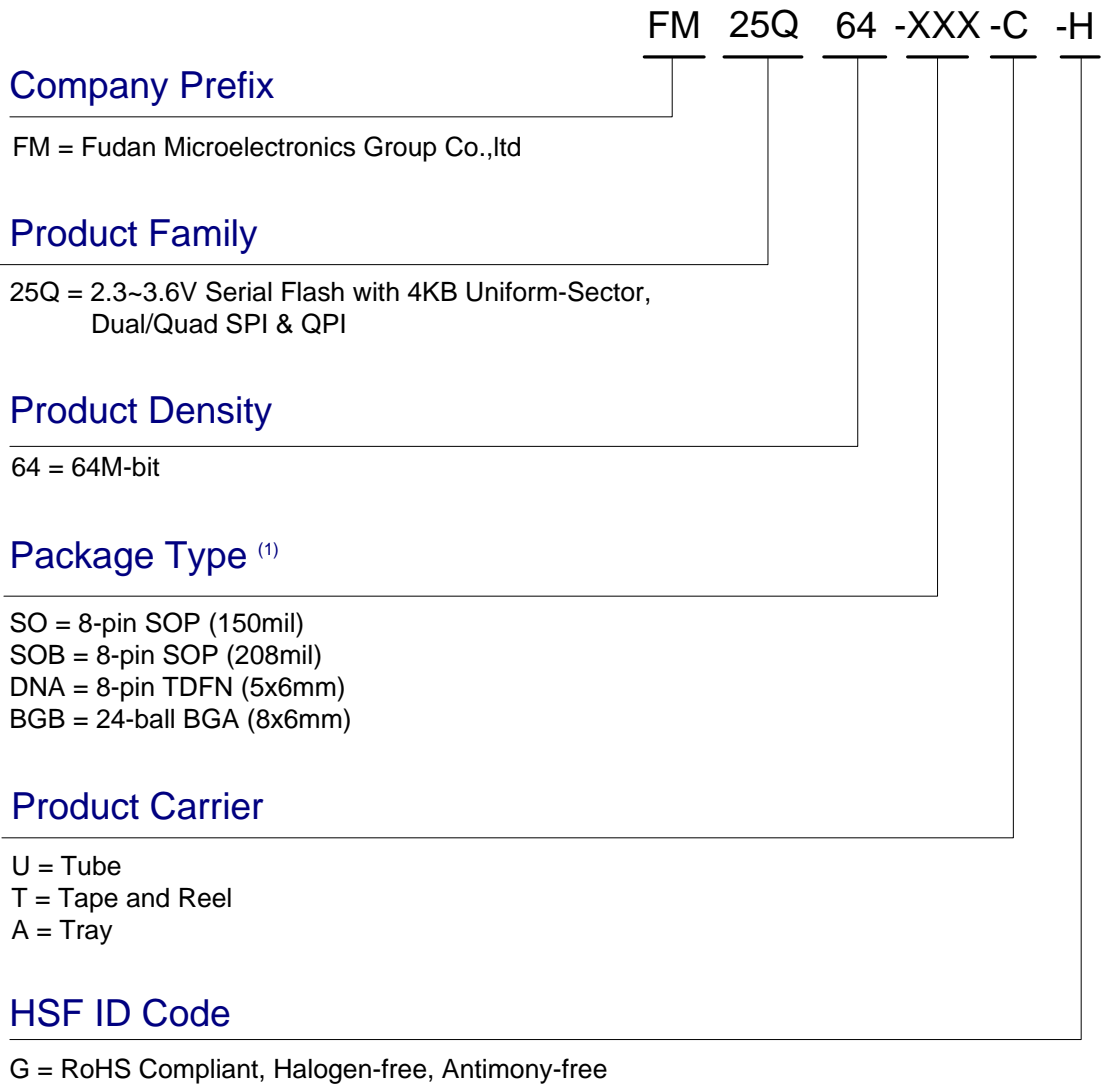 FM 25Q 64 -XXX -C -H
Company Prefix
FM = Fudan Microelectronics Group Co.,ltd
Product Family
25Q = 2.3~3.6V Serial Flash with 4KB Uniform-Sector,
Dual/Quad SPI & QPI
Product Density
64 = 64M-bit
Package Type (1)
SO = 8-pin SOP (150mil)
SOB = 8-pin SOP (208mil)
DNA = 8-pin TDFN (5x6mm)
BGB = 24-ball BGA (8x6mm)
Product Carrier
U = Tube
T = Tape and Reel
A = Tray
HSF ID Code
G = RoHS Compliant, Halogen-free, Antimony-free